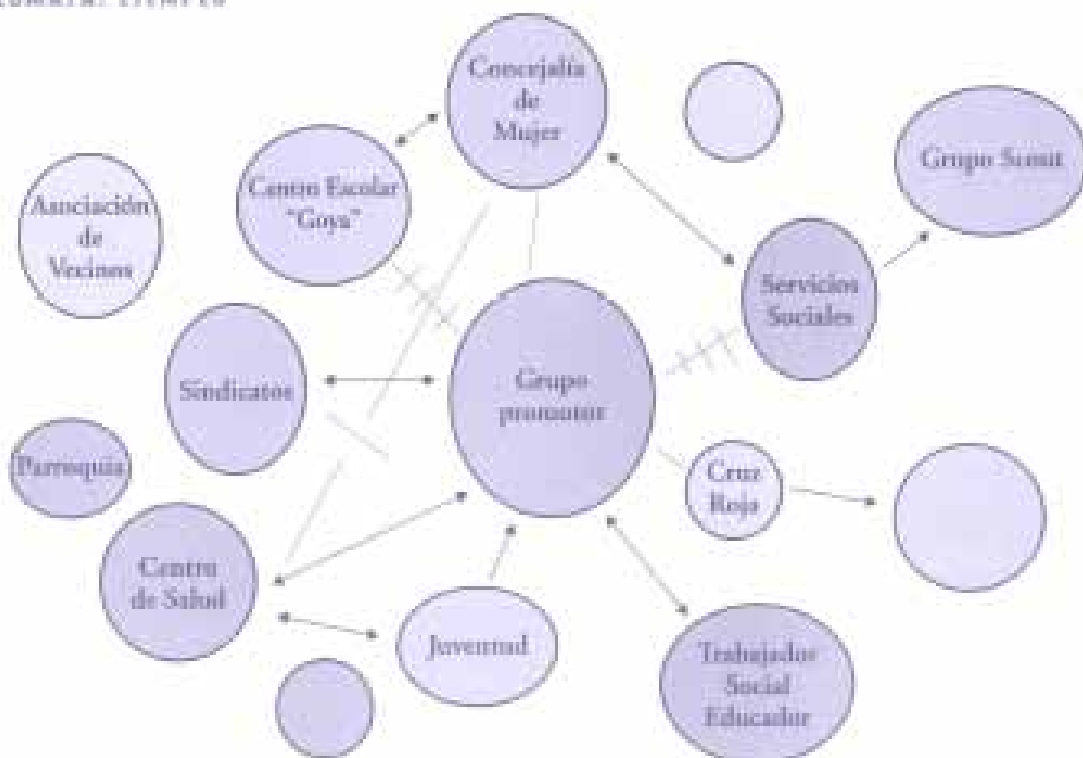 EJEMPLO
Concejalía
de
Mujer
Grupo Scout
Centro Escolar
"Goya"
Asociación
de
Vecinos
Servicios
Sociales
Sindicatos
Grupo
promotor
Parroquia
Cruz
Roja
Centro
de Salud
Juventud
Trabajador
Social
Educador